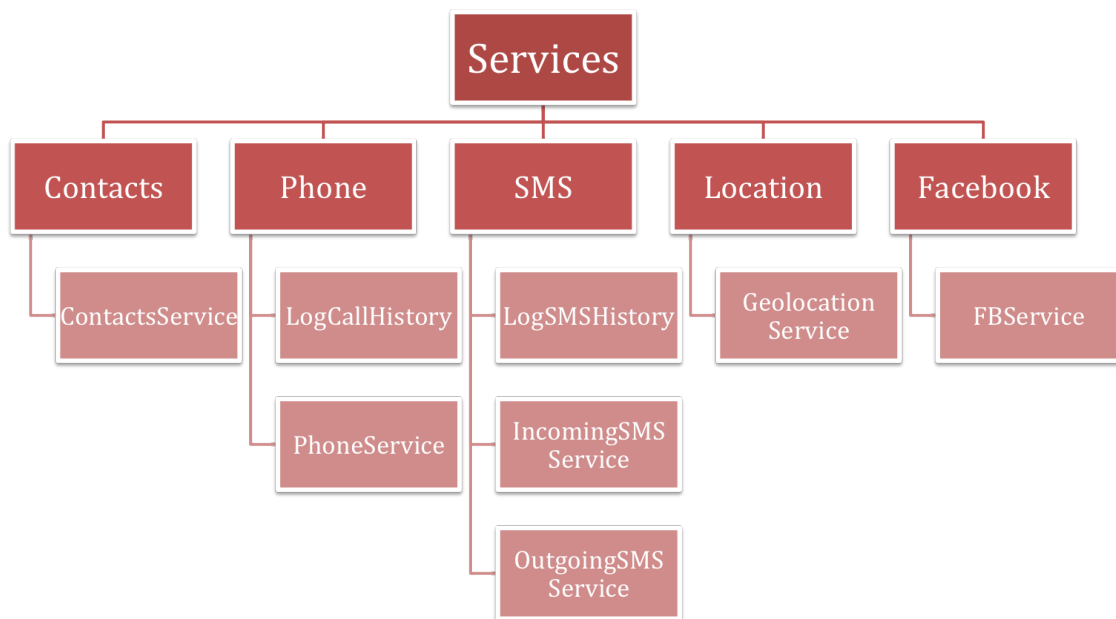 Services
Contacts
Phone
SMS
Location
Facebook
ContactsService
LogCallHistory
LogSMSHistory
Geolocation
Service
FBService
PhoneService
IncomingSMS
Service
OutgoingSMS
Service